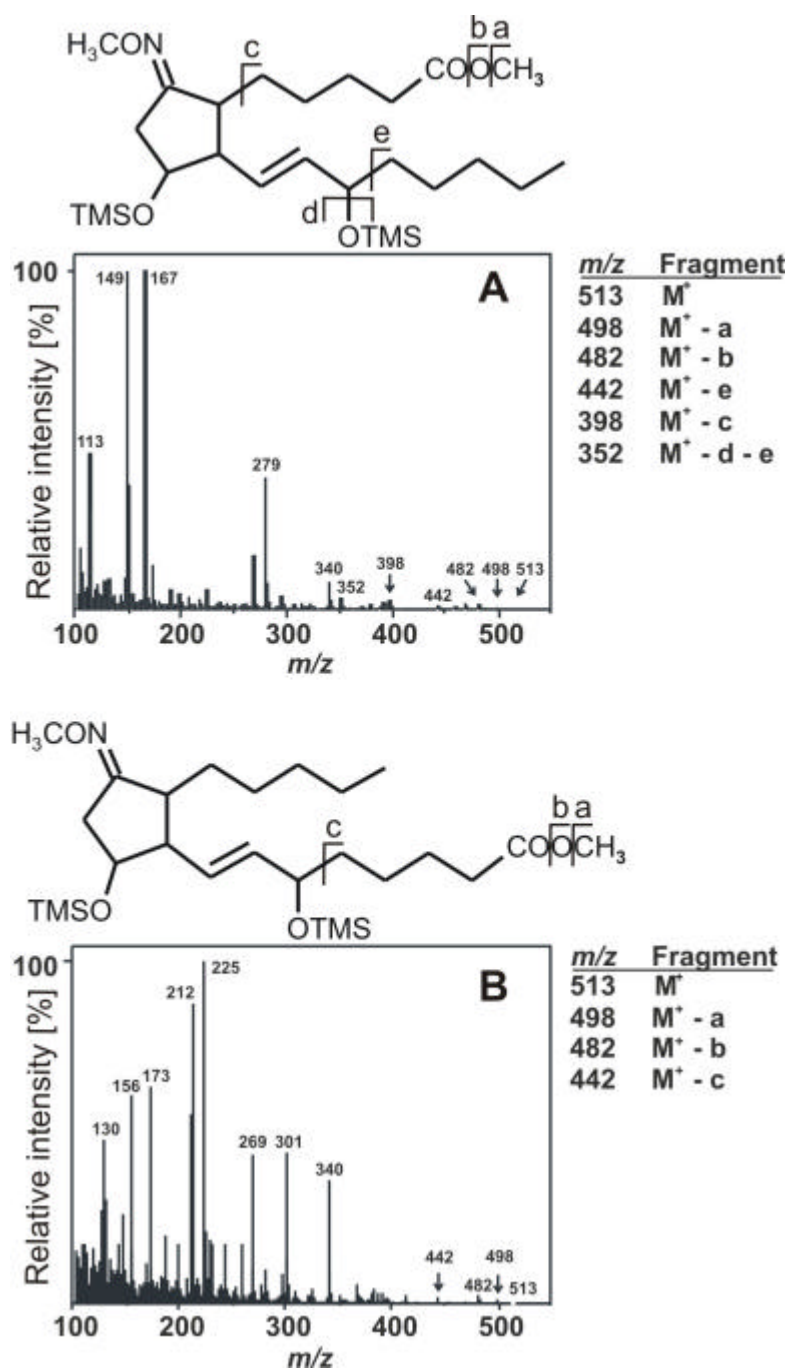 H₃CON
c
b a
COOCH₃
e
TMSO
d
OTMS
100
149
167
A
113
279
340
352
398
442
482
498
513
Relative intensity [%]
100 200 300 400 500
m/z
m/z Fragment
513 M⁺
498 M⁺ - a
482 M⁺ - b
442 M⁺ - e
398 M⁺ - c
352 M⁺ - d - e
H₃CON
c
b a
COOCH₃
TMSO
OTMS
100
225
212
B
156
173
130
269
301
340
442
498
482
513
Relative intensity [%]
100 200 300 400 500
m/z
m/z Fragment
513 M⁺
498 M⁺ - a
482 M⁺ - b
442 M⁺ - c